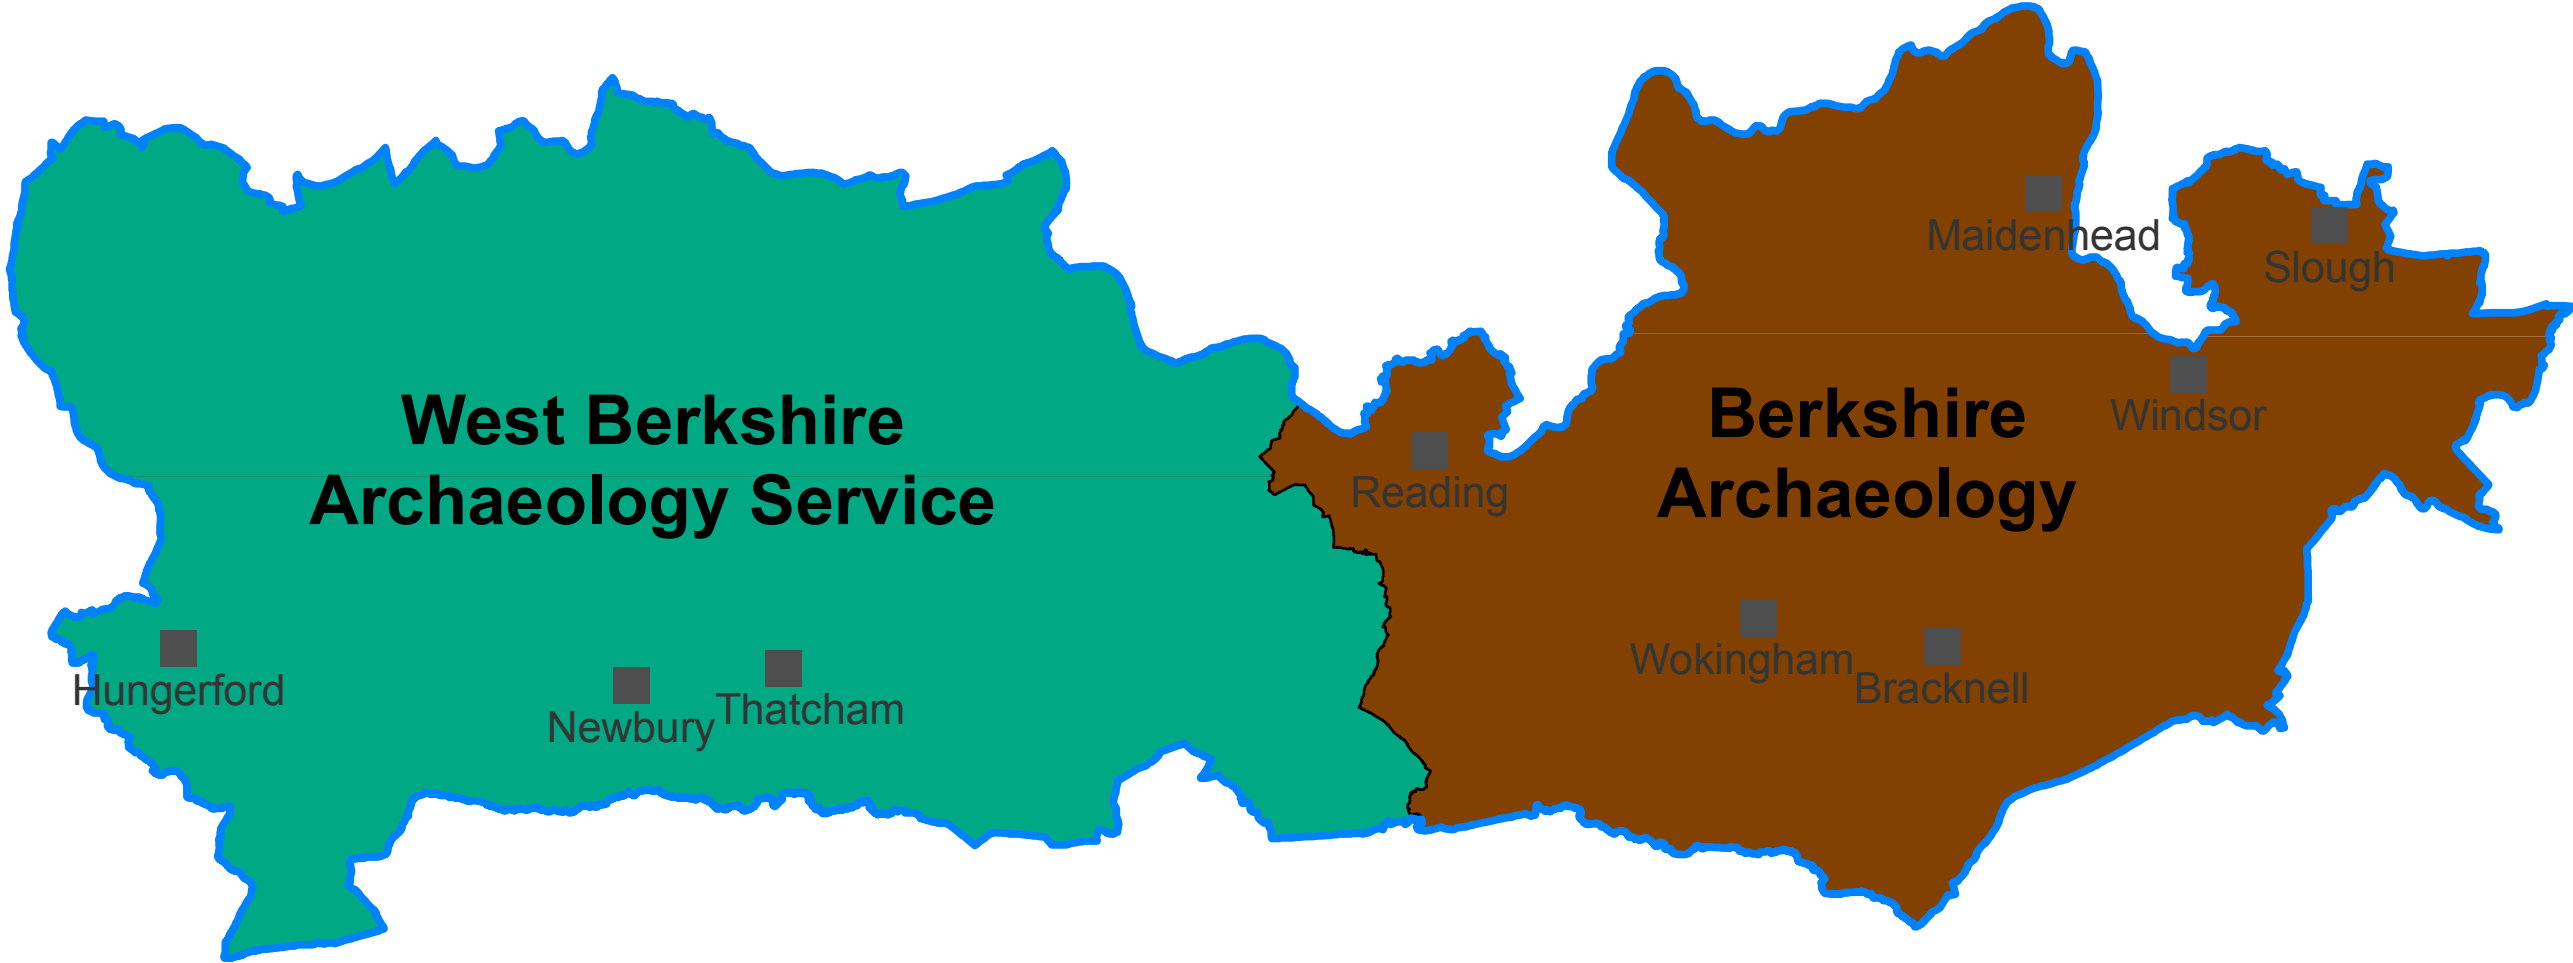 West Berkshire
Archaeology Service
Hungerford
Newbury
Thatcham
Reading
Berkshire
Archaeology
Maidenhead
Slough
Windsor
Wokingham
Bracknell